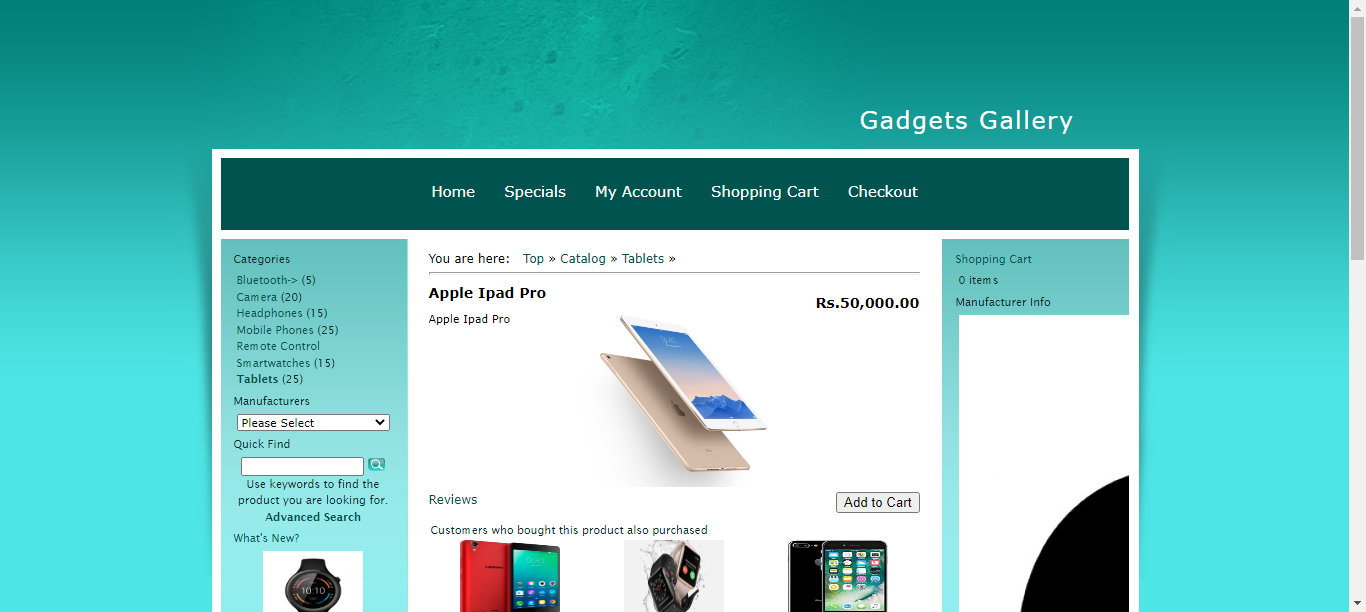 Gadgets Gallery
Home Specials My Account Shopping Cart Checkout
Categories
Bluetooth-> (5)
Camera (20)
Headphones (15)
Mobile Phones (25)
Remote Control
Smartwatches (15)
Tablets (25)
Manufacturers
Please Select
Quick Find
Use keywords to find the
product you are looking for.
Advanced Search
What's New?
10:10
You are here: Top » Catalog » Tablets »
Apple Ipad Pro
Rs.50,000.00
Apple Ipad Pro
Reviews
Add to Cart
Customers who bought this product also purchased
Shopping Cart
0 items
Manufacturer Info